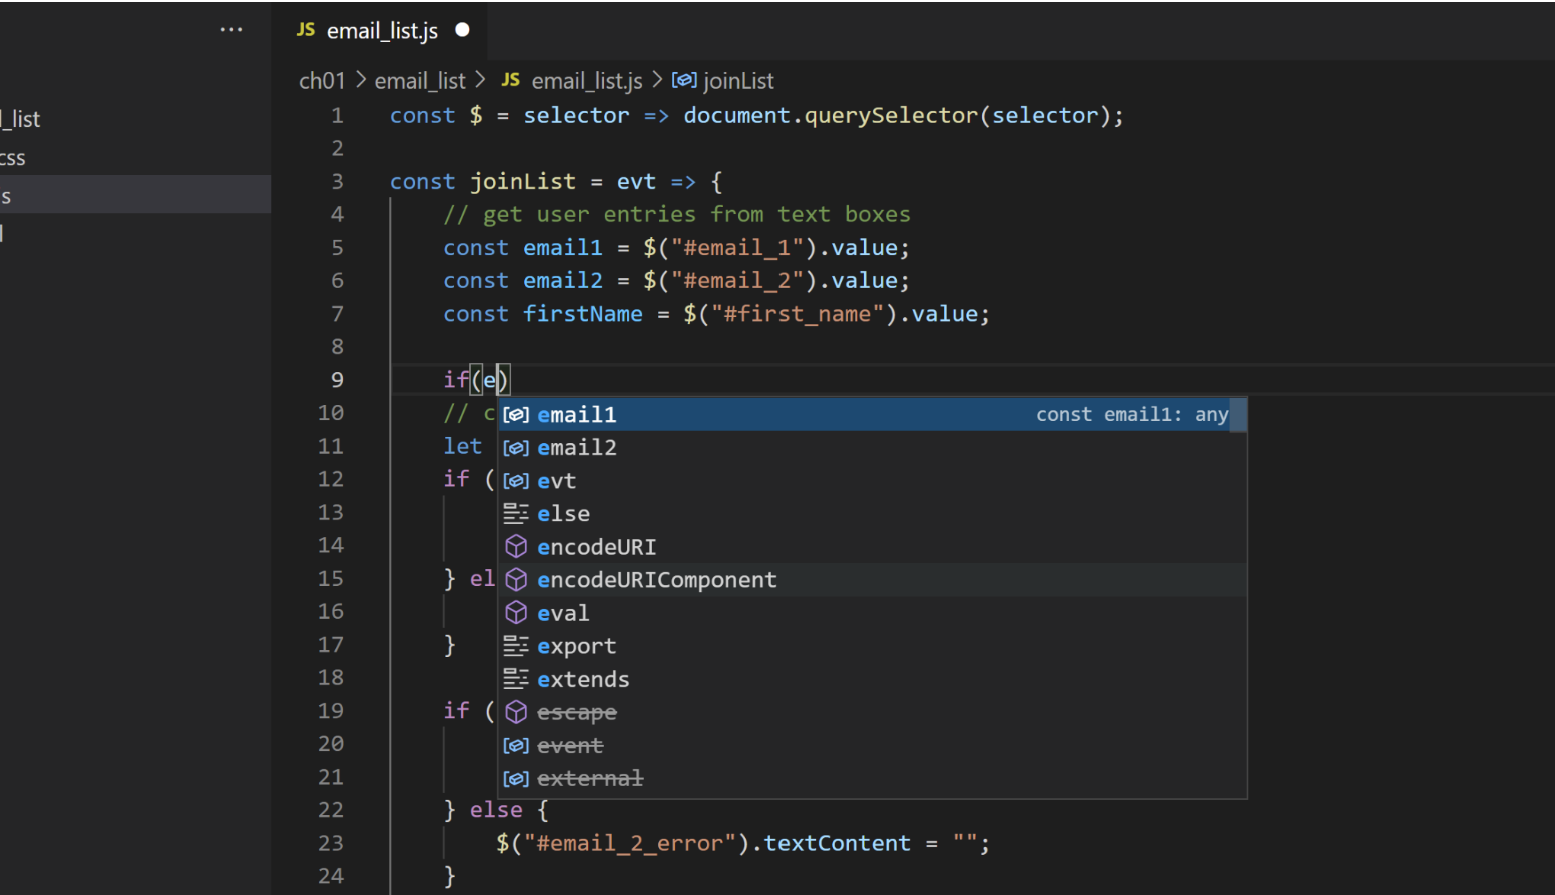 ···
JS email_list.js ●
ch01 > email_list > JS email_list.js > joinList
_list
css
s
1 const $ = selector => document.querySelector(selector);
2
3 const joinList = evt => {
4 // get user entries from text boxes
5 const email1 = $("#email_1").value;
6 const email2 = $("#email_2").value;
7 const firstName = $("#first_name").value;
8
9 if(e)
10 // c
email1 const email1: any
11 let
email2
12 if (
evt
13
else
14
encodeURI
15 } el
encodeURIComponent
16
eval
17 }
export
18
extends
19 if (
escape
20
event
21
external
22 } else {
23 $("#email_2_error").textContent = "";
24 }